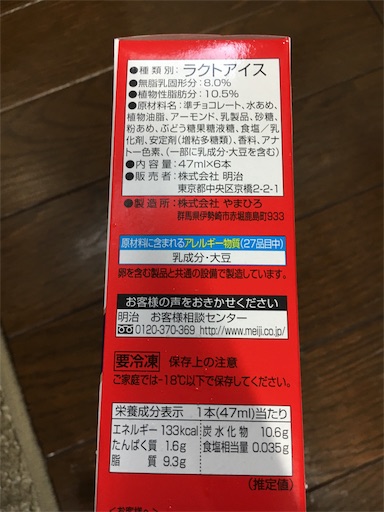 ●種類別：ラクトアイス
●無脂乳固形分：8.0%
●植物性脂肪分：10.5%
●原材料名：準チョコレート、水あめ、
植物油脂、アーモンド、乳製品、砂糖、
粉あめ、ぶどう糖果糖液糖、食塩／乳
化剤、安定剤(増粘多糖類)、香料、アナ
トー色素、(一部に乳成分・大豆を含む)
●内容量：47ml×6本
●販売者：株式会社 明治
東京都中央区京橋2-2-1
●製造所：株式会社 やまひろ
群馬県伊勢崎市赤堀鹿島町933
原材料に含まれるアレルギー物質(27品目中)
乳成分・大豆
卵を含む製品と共通の設備で製造しています。
お客様の声をおきかせください
明治 お客様相談センター
0120-370-369 http://www.meiji.co.jp/
要冷凍 保存上の注意
ご家庭では-18℃以下で保存してください。
栄養成分表示 1本(47ml)当たり
エネルギー 133kcal 炭水化物 10.6g
たんぱく質 1.6g 食塩相当量 0.035g
脂質 9.3g
(推定値)